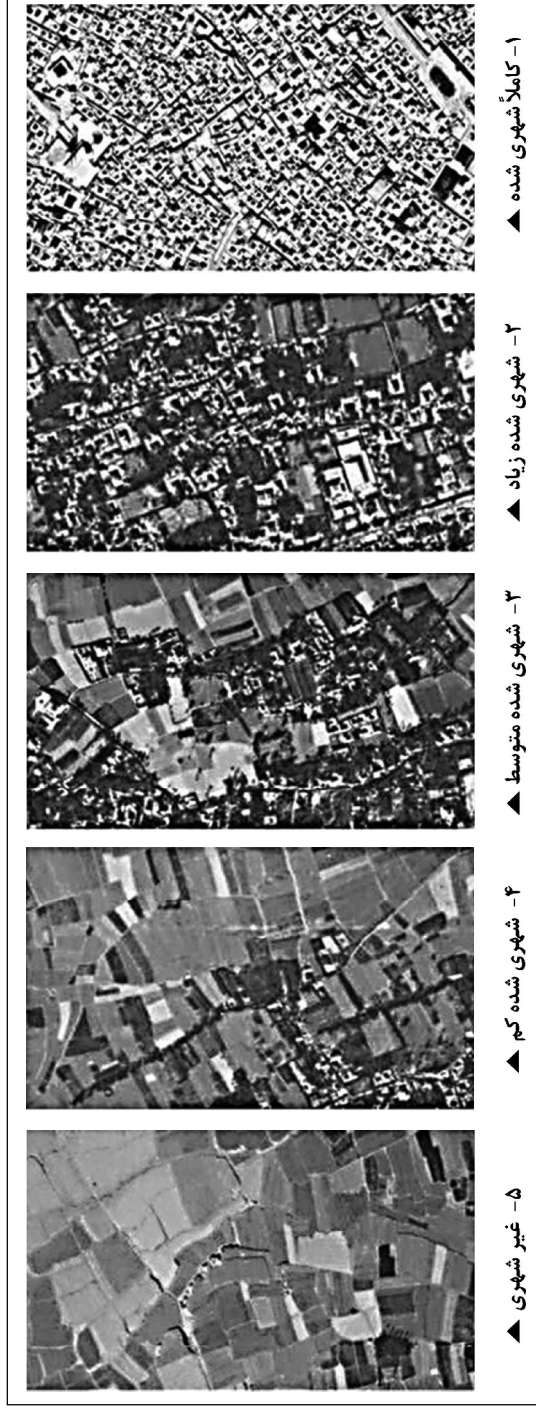 ۱- کاملاً شهری شده
۲- شهری شده زیاد
۳- شهری شده متوسط
۴- شهری شده کم
۵- غیر شهری